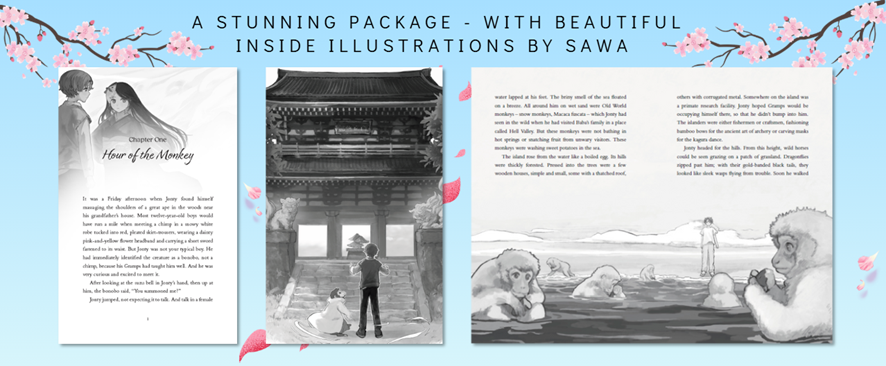 A STUNNING PACKAGE - WITH BEAUTIFUL
INSIDE ILLUSTRATIONS BY SAWA
Chapter One
Hour of the Monkey
It was a Friday afternoon when Jonty found himself
massaging the shoulders of a great ape in the woods near
his grandfather's house. Most twelve-year-old boys would
have run a mile when meeting a chimp in a snowy white
robe tucked into red, pleated skirt-trousers, wearing a dainty
pink-and-yellow flower headband and carrying a short sword
fastened to its waist. But Jonty was not your typical boy. He
had immediately identified the creature as a bonobo, not a
chimp, because his Gramps had taught him well. And he was
very curious and excited to meet it.
After looking at the outz bell in Jonty's hand, then up at
him, the bonobo said, "You summoned me?"
Jonty jumped, not expecting it to talk. And talk in a female
water lapped at his feet. The briny smell of the sea floated
on a breeze. All around him on wet sand were Old World
monkeys – snow monkeys, Macaca fuscata – which Jonty had
seen in the wild when he had visited Baba's family in a place
called Hell Valley. But these monkeys were not bathing in
hot springs or snatching fruit from unwary visitors. These
monkeys were washing sweet potatoes in the sea.
The island rose from the water like a boiled egg. Its hills
were thickly forested. Pressed into the trees were a few
wooden houses, simple and small, some with a thatched roof,
others with corrugated metal. Somewhere on the island was
a primate research facility. Jonty hoped Gramps would be
occupying himself there, so that he didn't bump into him.
The islanders were either fishermen or craftsmen, fashioning
bamboo bows for the ancient art of archery or carving masks
for the kagura dance.
Jonty headed for the hills. From this height, wild horses
could be seen grazing on a patch of grassland. Dragonflies
zipped past him; with their gold-banded black tails, they
looked like sleek wasps flying from trouble. Soon he walked